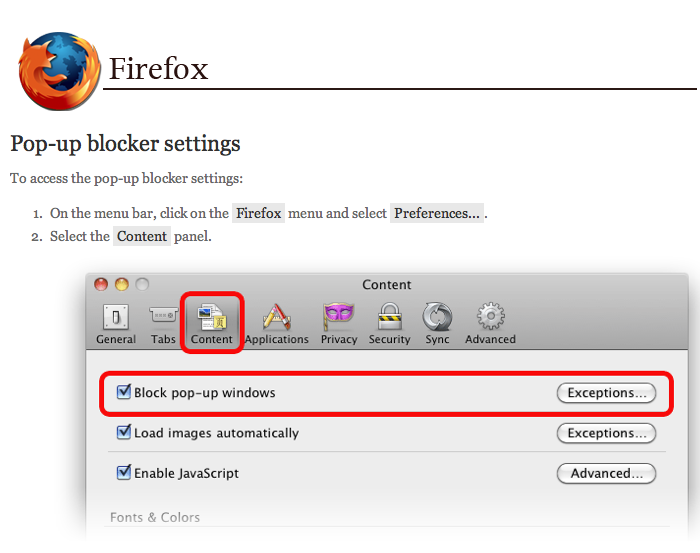 Firefox
Pop-up blocker settings
To access the pop-up blocker settings:
1. On the menu bar, click on the Firefox menu and select Preferences... .
2. Select the Content panel.
Content
General Tabs Content Applications Privacy Security Sync Advanced
Block pop-up windows Exceptions...
Load images automatically Exceptions...
Enable JavaScript Advanced...
Fonts & Colors